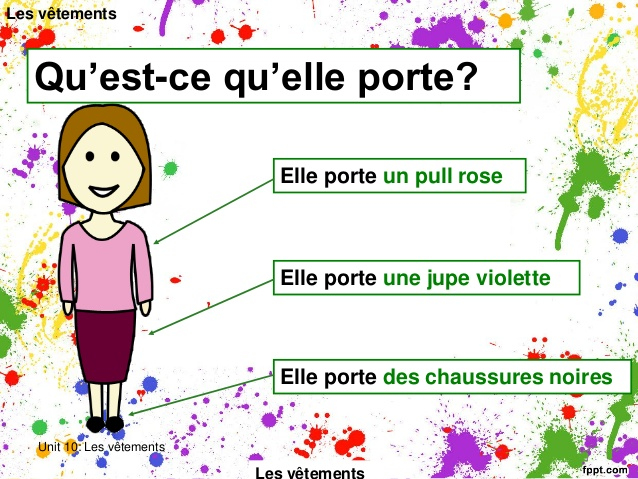 Les vêtements
Qu’est-ce qu’elle porte?
Elle porte un pull rose
Elle porte une jupe violette
Elle porte des chaussures noires
Unit 10: Les vêtements
Les vêtements
fppt.com